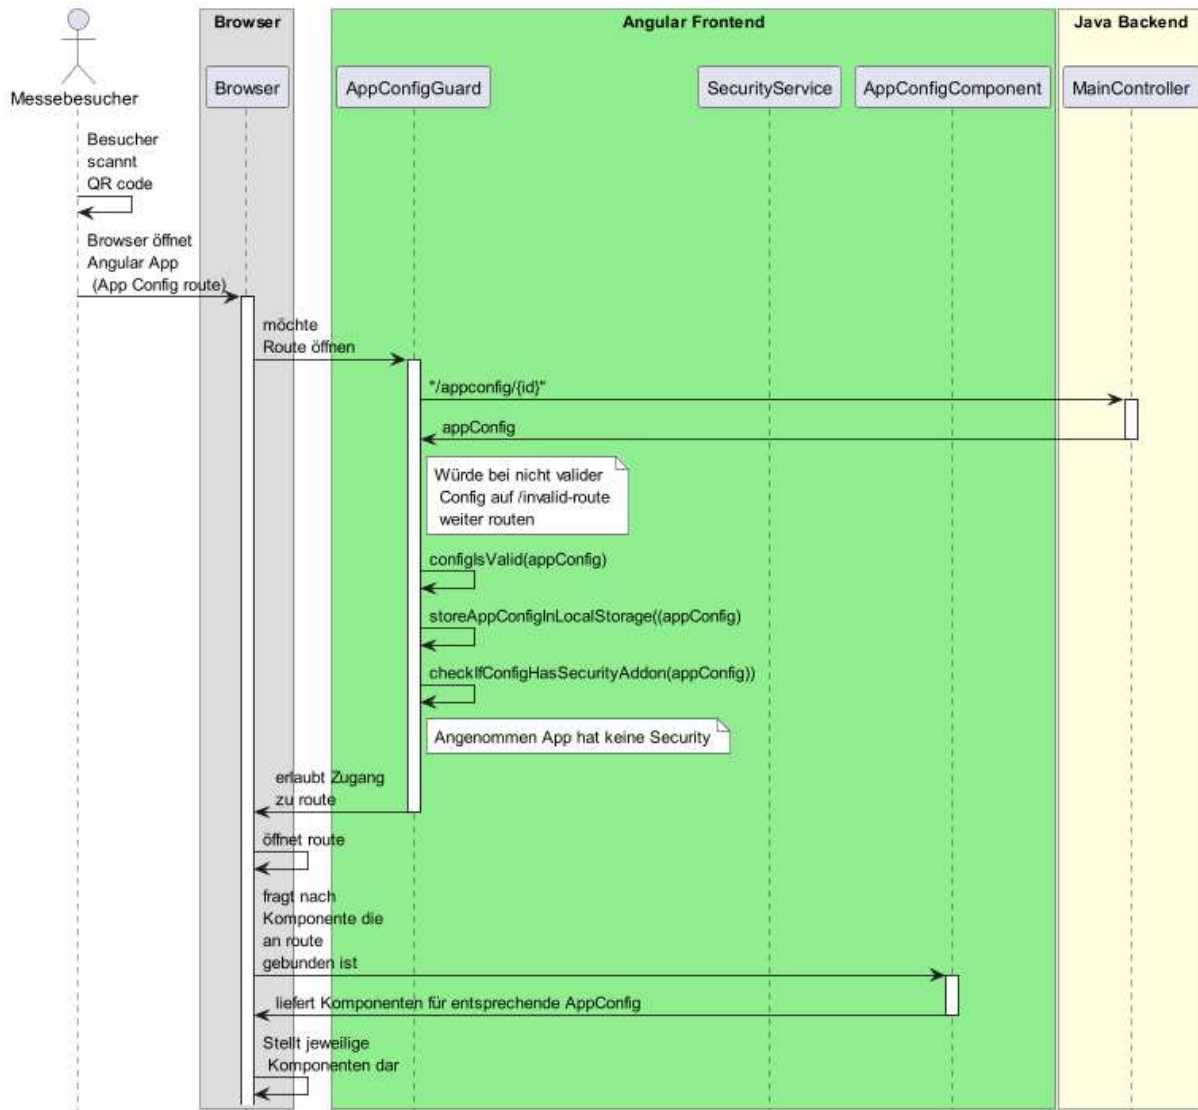 Browser
Angular Frontend
Java Backend
Messebesucher
Browser
AppConfigGuard
SecurityService
AppConfigComponent
MainController
Besucher
scannt
QR code
Browser öffnet
Angular App
(App Config route)
möchte
Route öffnen
"/appconfig/{id}"
appConfig
Würde bei nicht valider
Config auf /invalid-route
weiter routen
configIsValid(appConfig)
storeAppConfigInLocalStorage((appConfig)
checkIfConfigHasSecurityAddon(appConfig))
Angenommen App hat keine Security
erlaubt Zugang
zu route
öffnet route
fragt nach
Komponente die
an route
gebunden ist
liefert Komponenten für entsprechende AppConfig
Stellt jeweilige
Komponenten dar